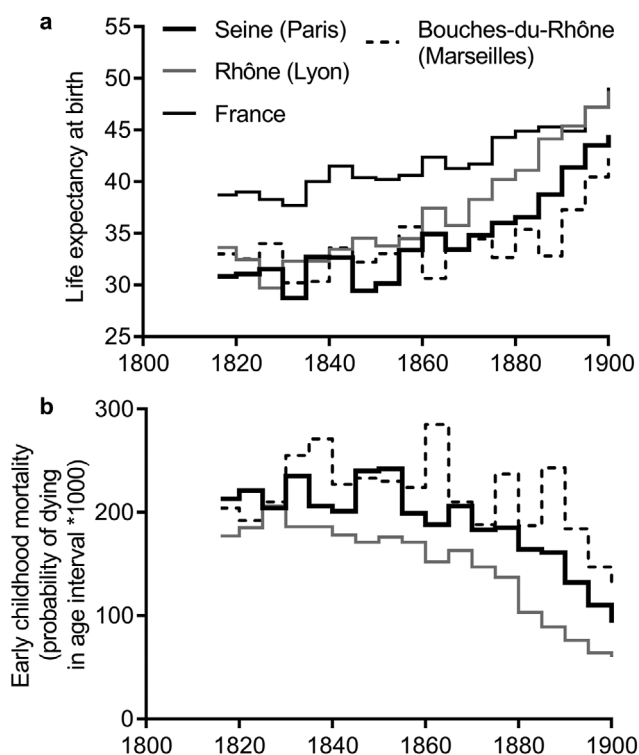 a
Life expectancy at birth
55
50
45
40
35
30
25
Seine (Paris)
Rhône (Lyon)
France
Bouches-du-Rhône
(Marseilles)
1800
1820
1840
1860
1880
1900
b
Early childhood mortality
(probability of dying
in age interval *1000)
300
200
100
0
1800
1820
1840
1860
1880
1900